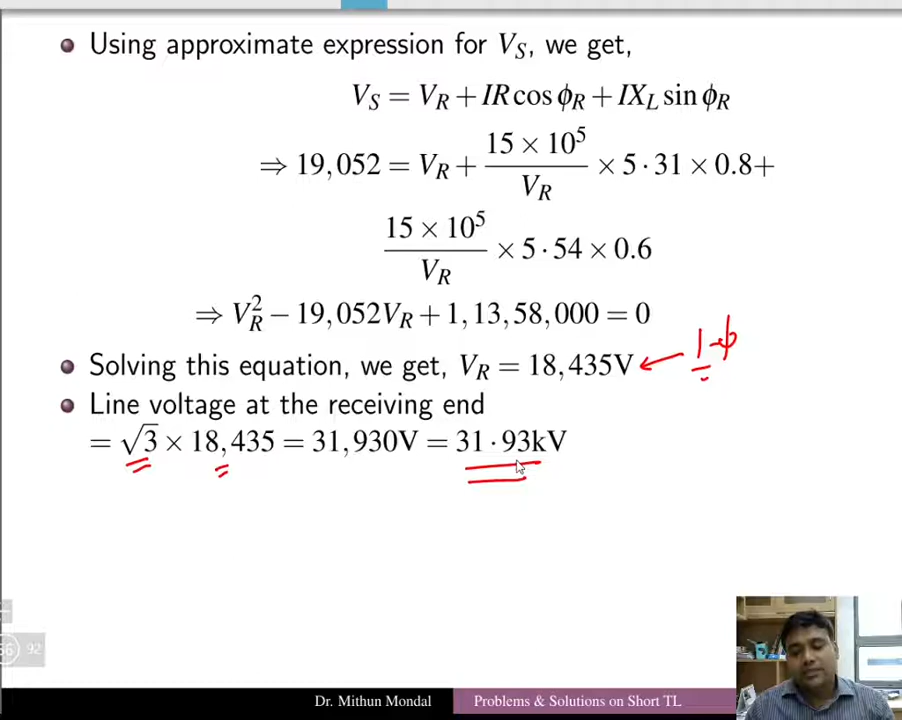 Using approximate expression for V_S, we get,
V_S = V_R + IR cos ϕ_R + IX_L sin ϕ_R
⇒ 19,052 = V_R + 15 × 10^5 / V_R × 5·31 × 0.8+
15 × 10^5 / V_R × 5·54 × 0.6
⇒ V_R^2 − 19,052V_R + 1,13,58,000 = 0
1-ϕ
Solving this equation, we get, V_R = 18,435V
Line voltage at the receiving end
= √3 × 18,435 = 31,930V = 31·93kV
56 92
Dr. Mithun Mondal Problems & Solutions on Short TL